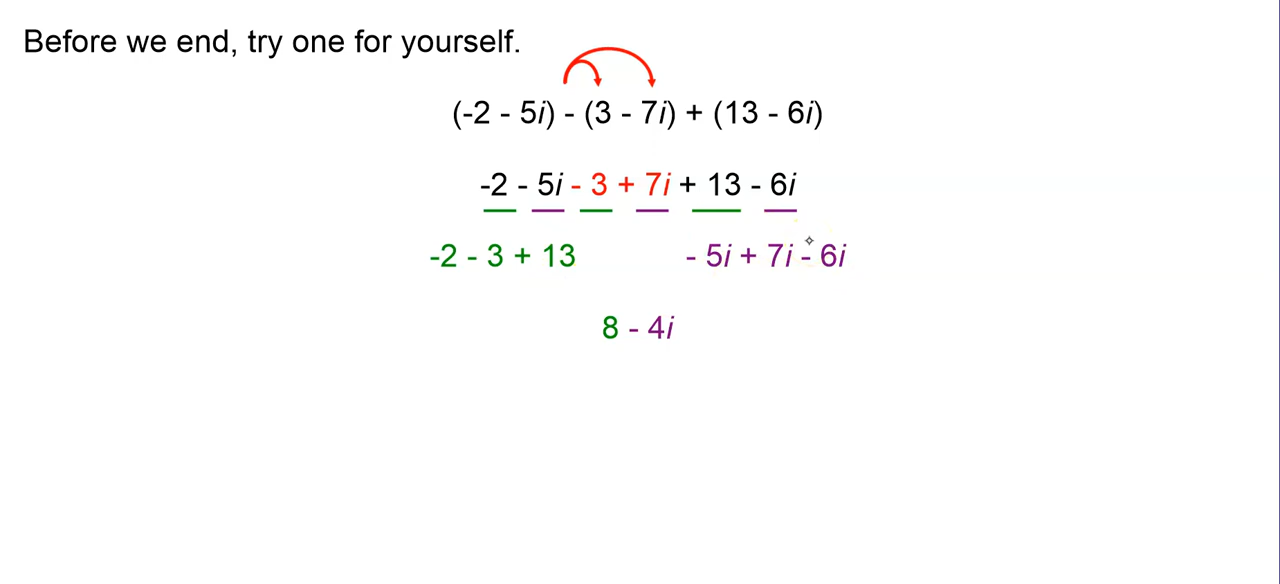 Before we end, try one for yourself.
(-2 - 5i) - (3 - 7i) + (13 - 6i)
-2 - 5i - 3 + 7i + 13 - 6i
-2 - 3 + 13 - 5i + 7i - 6i
8 - 4i